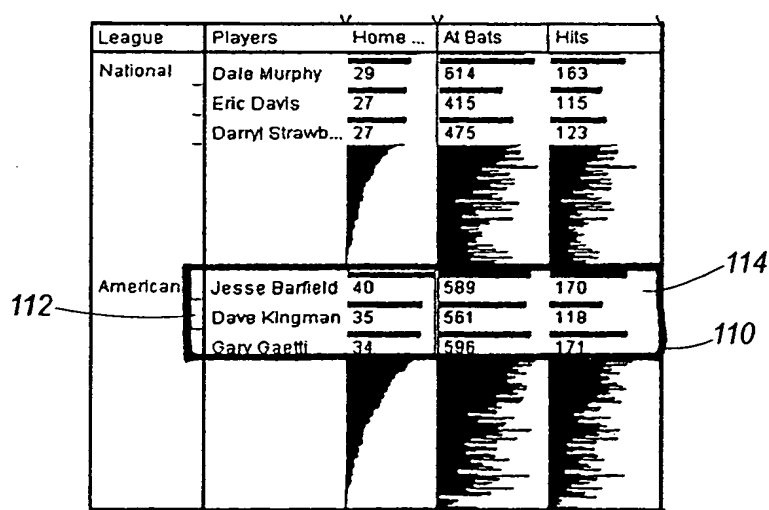 League Players Home ... At Bats Hits
National Dale Murphy 29 614 163
Eric Davis 27 415 115
Darryl Strawb... 27 475 123
American Jesse Barfield 40 589 170 114
112 Dave Kingman 35 561 118
Gary Gaetti 34 596 171 110